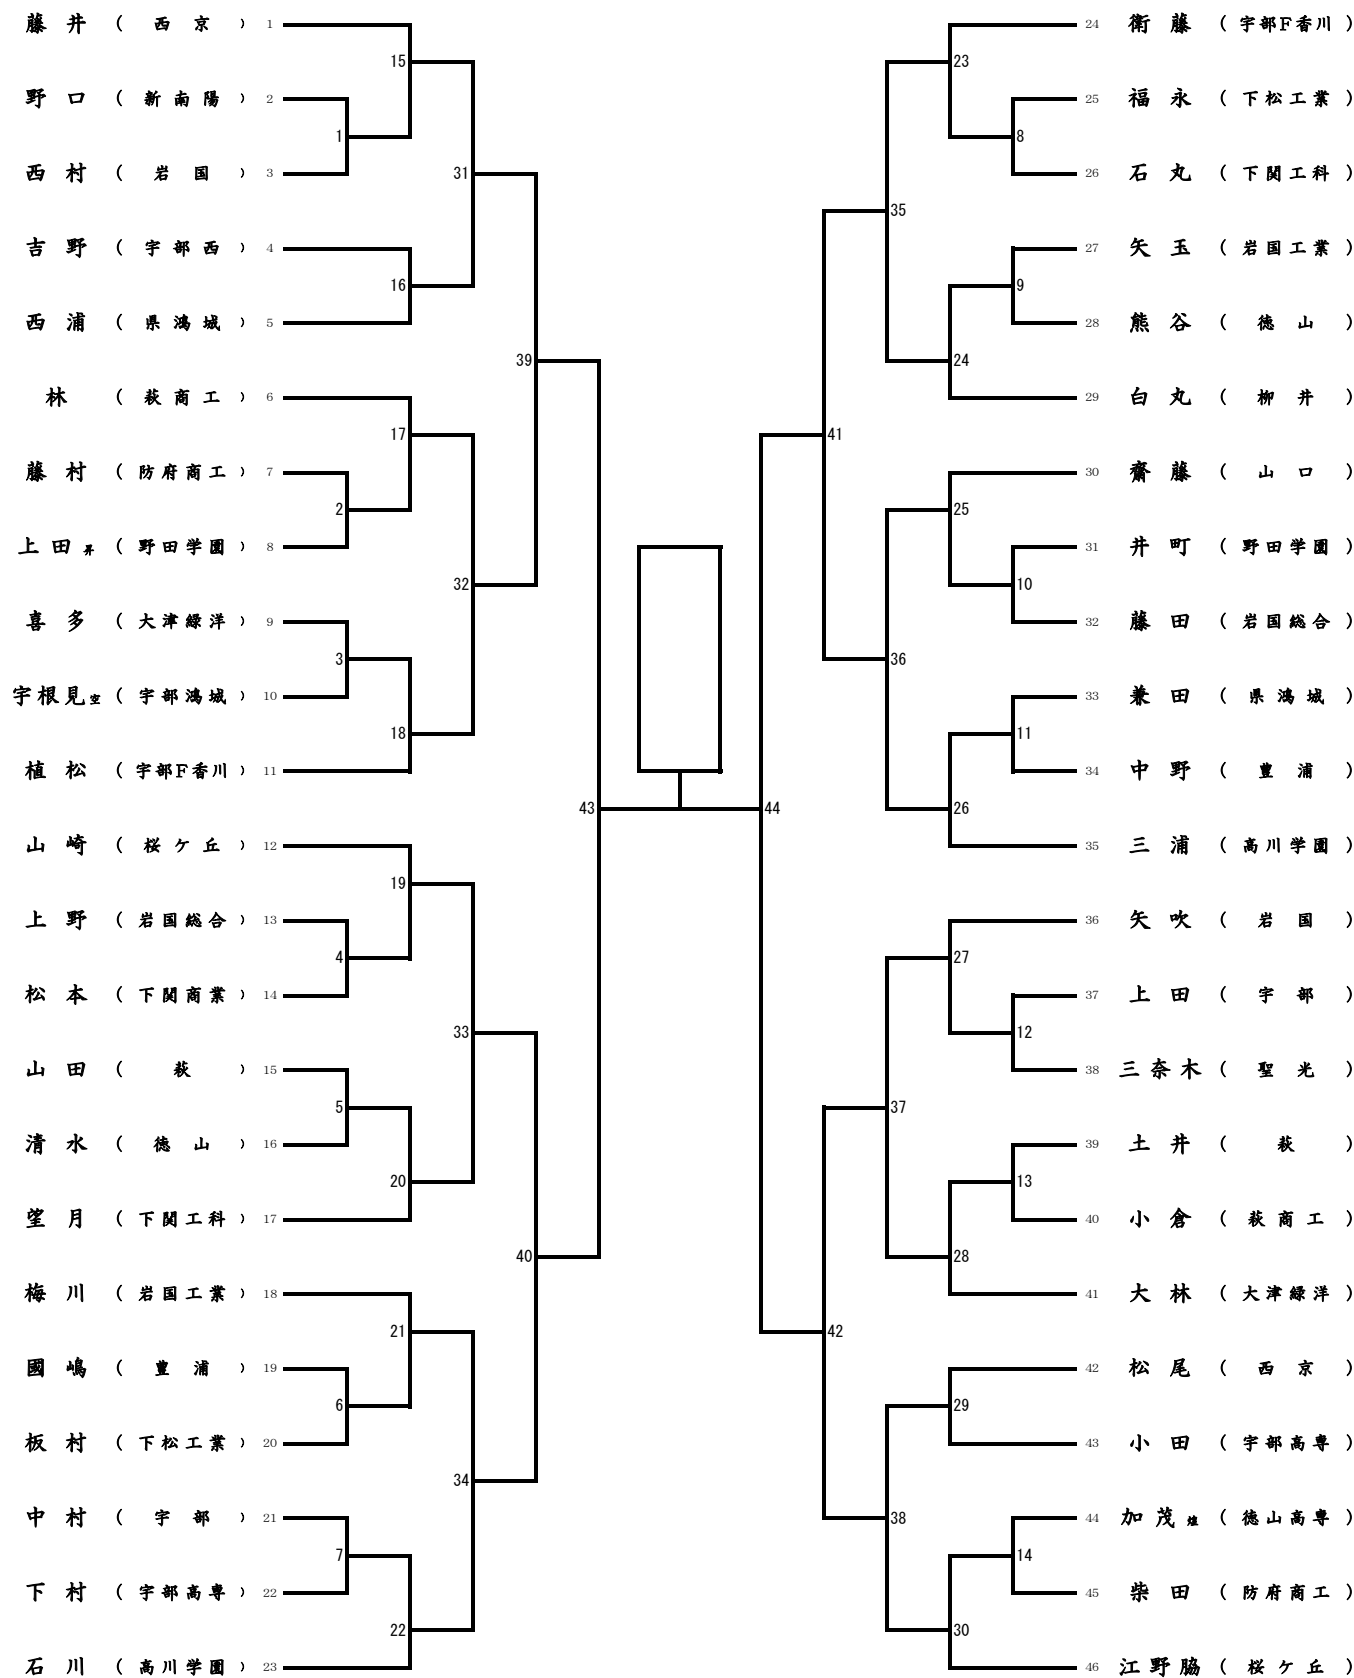 藤井 ( 西京 ) 1
野口 ( 新南陽 ) 2
西村 ( 岩国 ) 3
吉野 ( 宇部西 ) 4
西浦 ( 県鴻城 ) 5
林 ( 萩商工 ) 6
藤村 ( 防府商工 ) 7
上田昇 ( 野田学園 ) 8
喜多 ( 大津緑洋 ) 9
宇根見空 ( 宇部鴻城 ) 10
植松 ( 宇部F香川 ) 11
山崎 ( 桜ケ丘 ) 12
上野 ( 岩国総合 ) 13
松本 ( 下関商業 ) 14
山田 ( 萩 ) 15
清水 ( 徳山 ) 16
望月 ( 下関工科 ) 17
梅川 ( 岩国工業 ) 18
國嶋 ( 豊浦 ) 19
板村 ( 下松工業 ) 20
中村 ( 宇部 ) 21
下村 ( 宇部高専 ) 22
石川 ( 高川学園 ) 23
1
2
3
4
5
6
7
15
16
17
18
19
20
21
22
31
32
33
34
39
40
43
44
41
42
35
36
37
38
23
24
25
26
27
28
29
30
8
9
10
11
12
13
14
24 衛藤 ( 宇部F香川 )
25 福永 ( 下松工業 )
26 石丸 ( 下関工科 )
27 矢玉 ( 岩国工業 )
28 熊谷 ( 徳山 )
29 白丸 ( 柳井 )
30 齋藤 ( 山口 )
31 井町 ( 野田学園 )
32 藤田 ( 岩国総合 )
33 兼田 ( 県鴻城 )
34 中野 ( 豊浦 )
35 三浦 ( 高川学園 )
36 矢吹 ( 岩国 )
37 上田 ( 宇部 )
38 三奈木 ( 聖光 )
39 土井 ( 萩 )
40 小倉 ( 萩商工 )
41 大林 ( 大津緑洋 )
42 松尾 ( 西京 )
43 小田 ( 宇部高専 )
44 加茂煌 ( 徳山高専 )
45 柴田 ( 防府商工 )
46 江野脇 ( 桜ケ丘 )